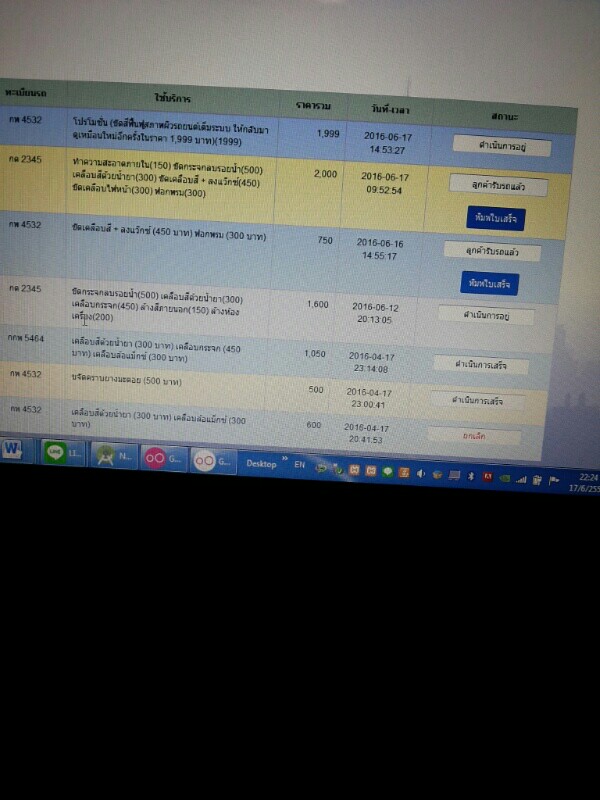 ทะเบียนรถ ใช้บริการ ราคารวม วันที่-เวลา สถานะ
กพ 4532 โปรโมชั่น (ขัดสีฟื้นฟูสภาพผิวรถยนต์เต็มระบบ ให้กลับมา 1,999 2016-06-17 ดำเนินการอยู่
ดูเหมือนใหม่อีกครั้งในราคา 1,999 บาท)(1999) 14:53:27
กด 2345 ทำความสะอาดภายใน(150) ขัดกระจกลบรอยน้ำ(500) 2,000 2016-06-17 ลูกค้ารับรถแล้ว
เคลือบสีด้วยน้ำยา(300) ขัดเคลือบสี + ลงแว๊กซ์(450) 09:52:54
ขัดเคลือบไฟหน้า(300) ฟอกพรม(300) พิมพ์ใบเสร็จ
กพ 4532 ขัดเคลือบสี + ลงแว๊กซ์ (450 บาท) ฟอกพรม (300 บาท) 750 2016-06-16 ลูกค้ารับรถแล้ว
14:55:17
พิมพ์ใบเสร็จ
กด 2345 ขัดกระจกลบรอยน้ำ(500) เคลือบสีด้วยน้ำยา(300) 1,600 2016-06-12 ดำเนินการอยู่
เคลือบกระจก(450) ล้างสีภายนอก(150) ล้างห้อง 20:13:05
เครื่อง(200)
กกพ 5464 เคลือบสีด้วยน้ำยา (300 บาท) เคลือบกระจก (450 1,050 2016-04-17 ดำเนินการเสร็จ
บาท) เคลือบล้อแม็กซ์ (300 บาท) 23:14:08
กพ 4532 ขจัดคราบยางมะตอย (500 บาท) 500 2016-04-17 ดำเนินการเสร็จ
23:00:41
กพ 4532 เคลือบสีด้วยน้ำยา (300 บาท) เคลือบล้อแม็กซ์ (300 600 2016-04-17 ยกเลิก
บาท) 20:41:53
W LINE LI... N... G... G... Desktop » EN 22:24
17/6/255